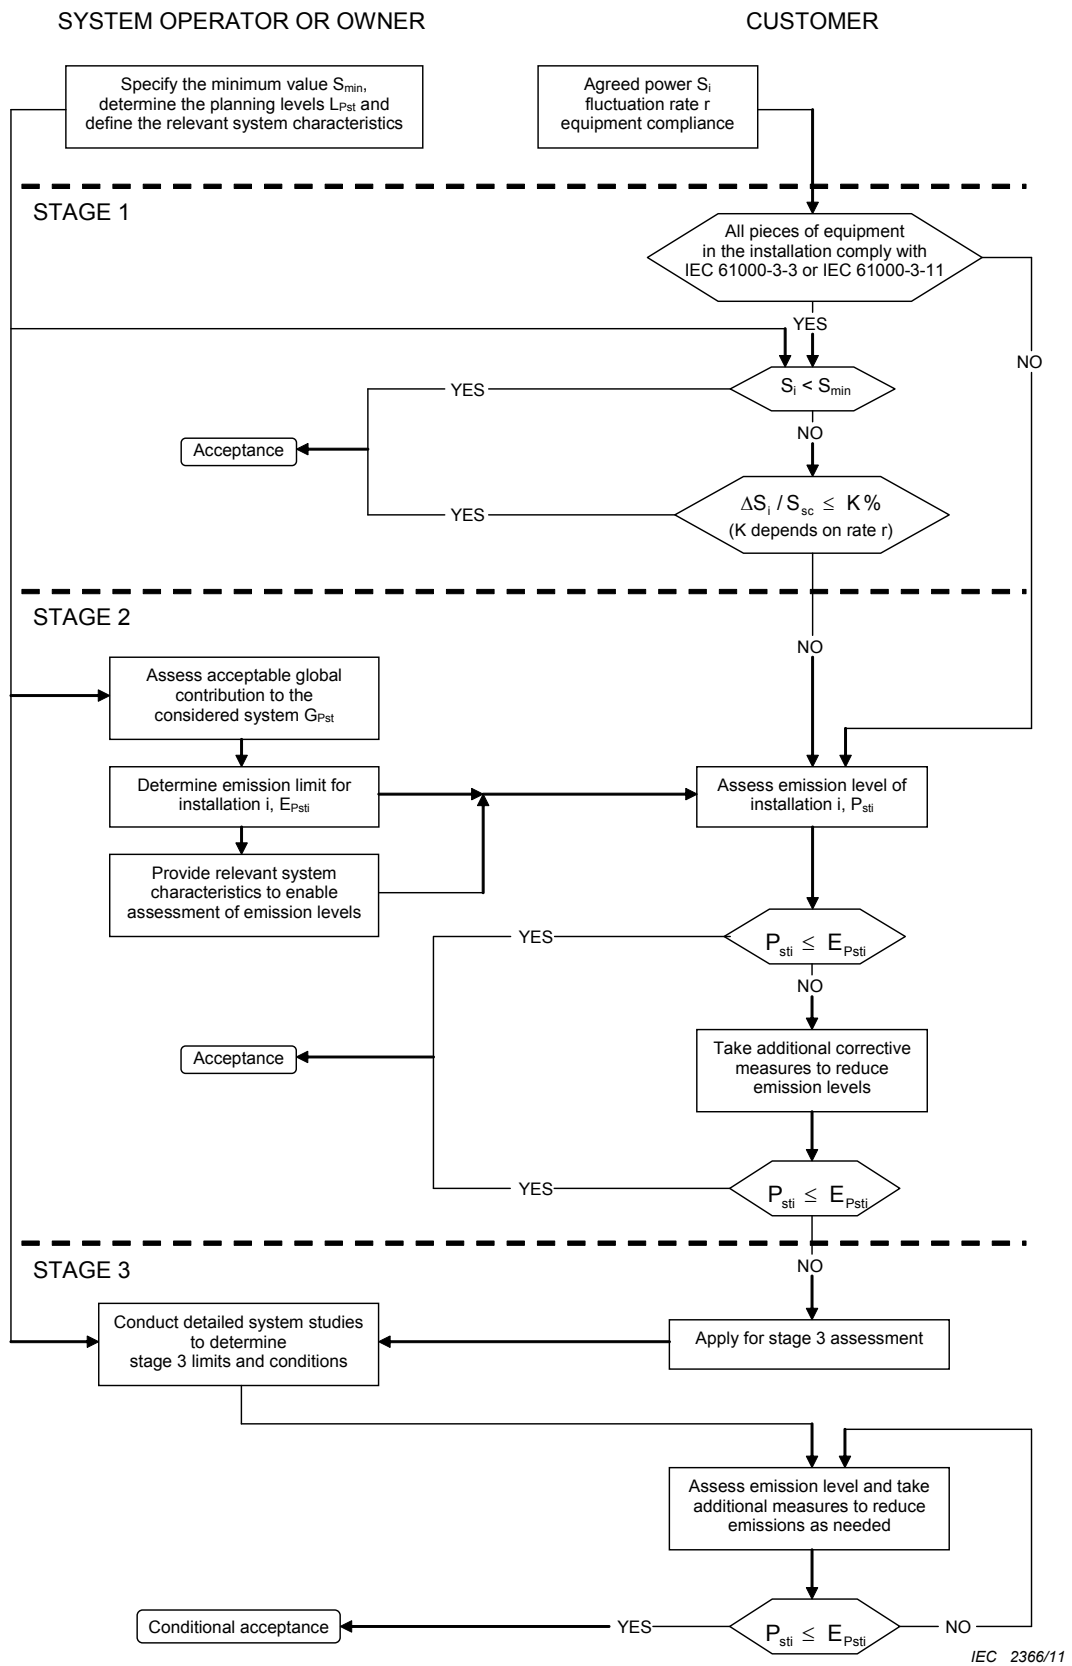 SYSTEM OPERATOR OR OWNER
CUSTOMER
Specify the minimum value Smin,
determine the planning levels LPst and
define the relevant system characteristics
Agreed power Si
fluctuation rate r
equipment compliance
STAGE 1
All pieces of equipment
in the installation comply with
IEC 61000-3-3 or IEC 61000-3-11
YES
NO
Si < Smin
YES
NO
Acceptance
ΔSi / Ssc ≤ K%
(K depends on rate r)
YES
STAGE 2
NO
Assess acceptable global
contribution to the
considered system GPst
Determine emission limit for
installation i, EPsti
Assess emission level of
installation i, Psti
Provide relevant system
characteristics to enable
assessment of emission levels
YES
Psti ≤ EPsti
NO
Acceptance
Take additional corrective
measures to reduce
emission levels
YES
Psti ≤ EPsti
STAGE 3
NO
Conduct detailed system studies
to determine
stage 3 limits and conditions
Apply for stage 3 assessment
Assess emission level and take
additional measures to reduce
emissions as needed
Conditional acceptance
YES
Psti ≤ EPsti
NO
IEC 2366/11